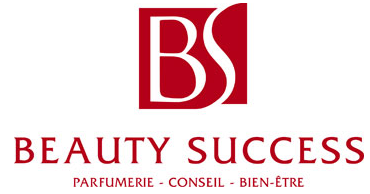 BS
BEAUTY SUCCESS
PARFUMERIE - CONSEIL - BIEN-ÊTRE